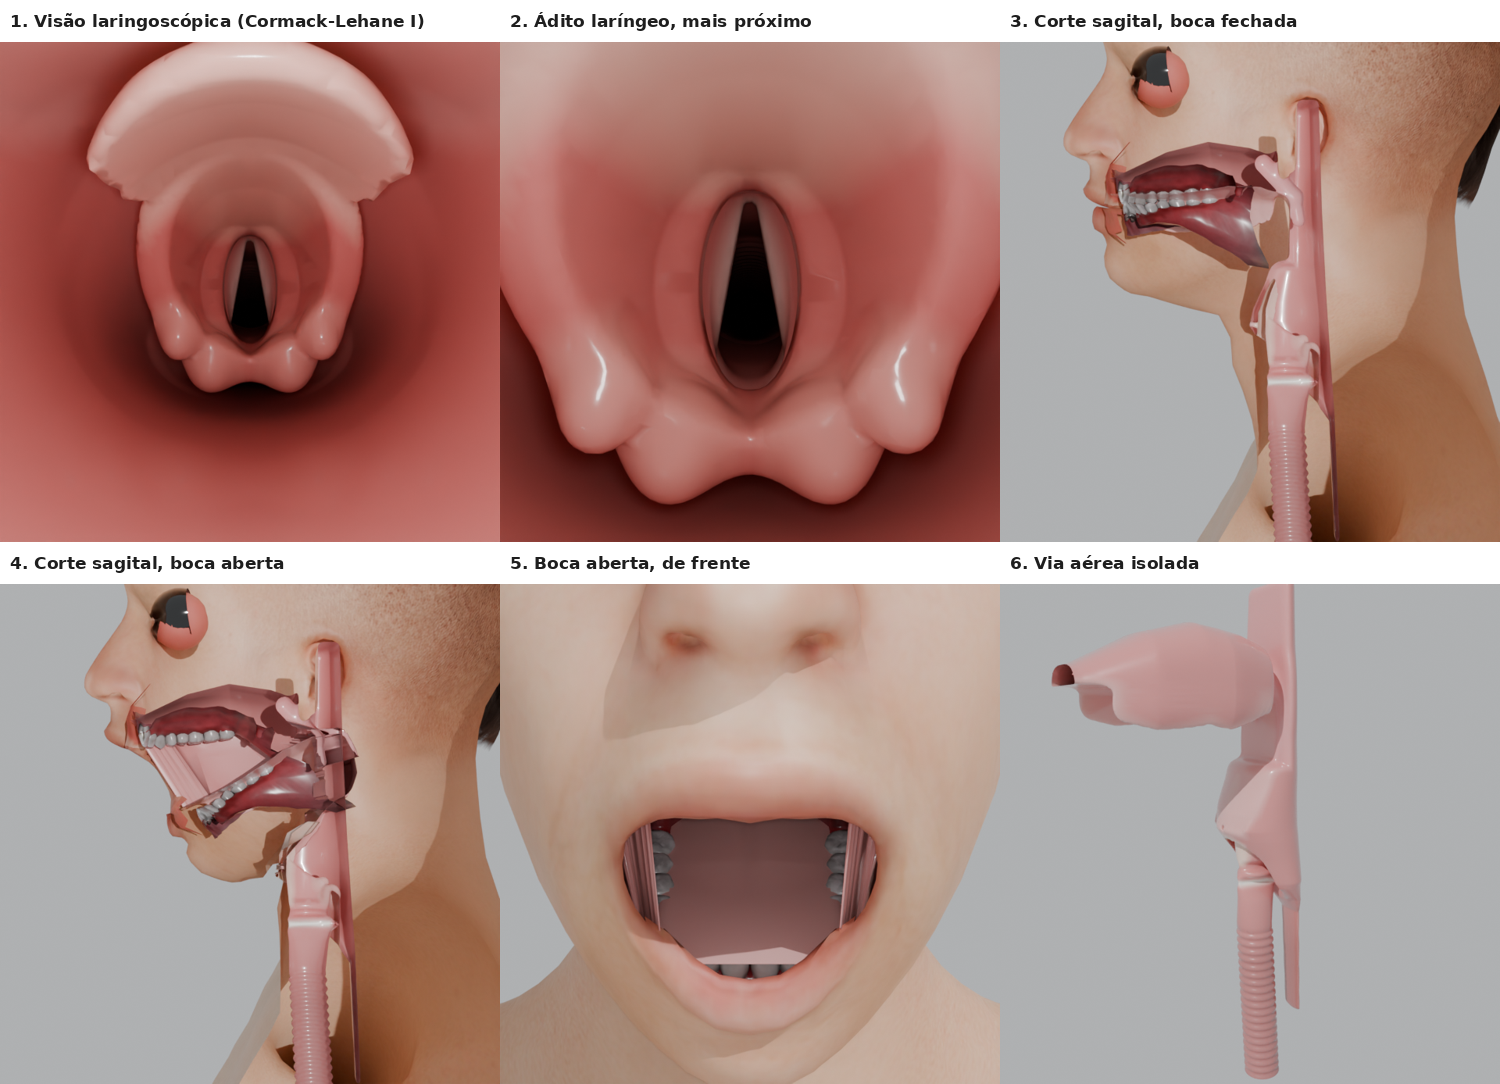 1. Visão laringoscópica (Cormack-Lehane I)
2. Ádito laríngeo, mais próximo
3. Corte sagital, boca fechada
4. Corte sagital, boca aberta
5. Boca aberta, de frente
6. Via aérea isolada